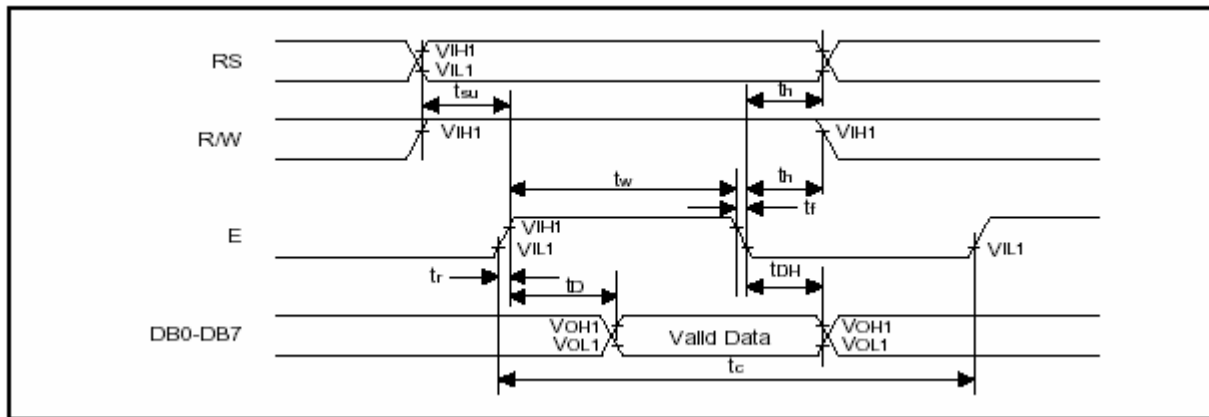 RS
VIH1
VIL1
tsu
th
R/W
VIH1
VIH1
tw
th
tf
E
VIH1
VIL1
VIL1
tr
tD
tDH
DB0-DB7
VOH1
VOL1
Valid Data
VOH1
VOL1
tc